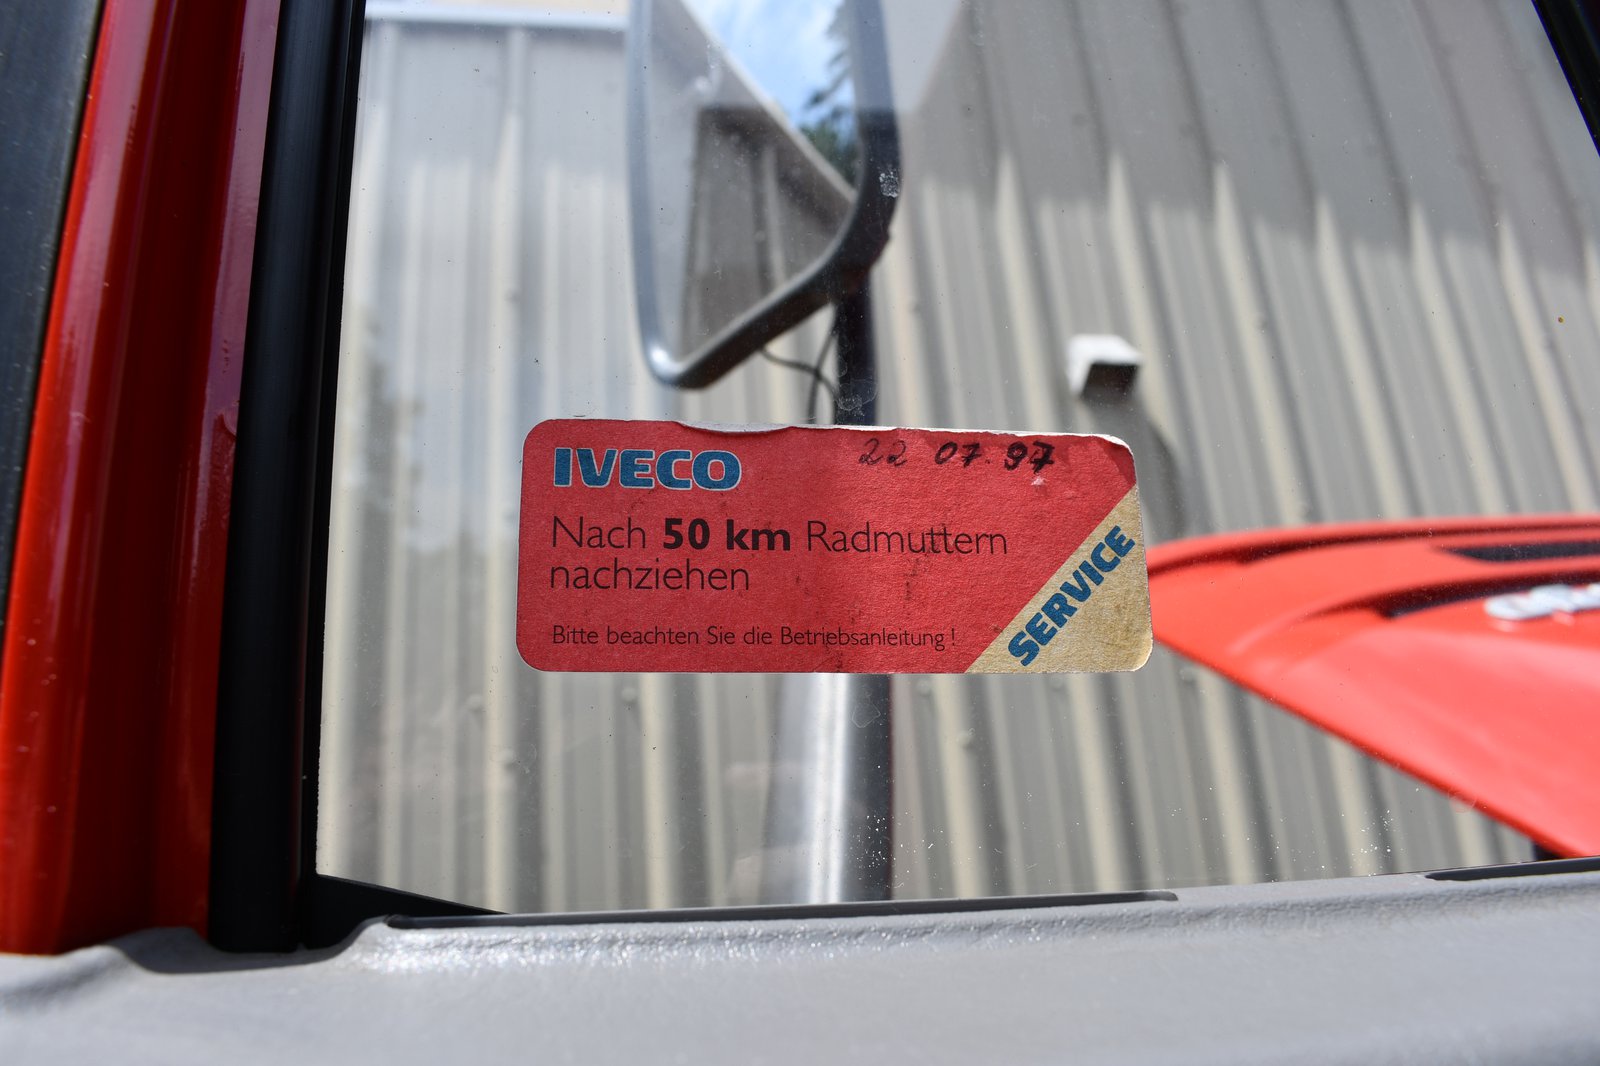 IVECO 22 07.97
Nach 50 km Radmuttern
nachziehen
Bitte beachten Sie die Betriebsanleitung !
SERVICE